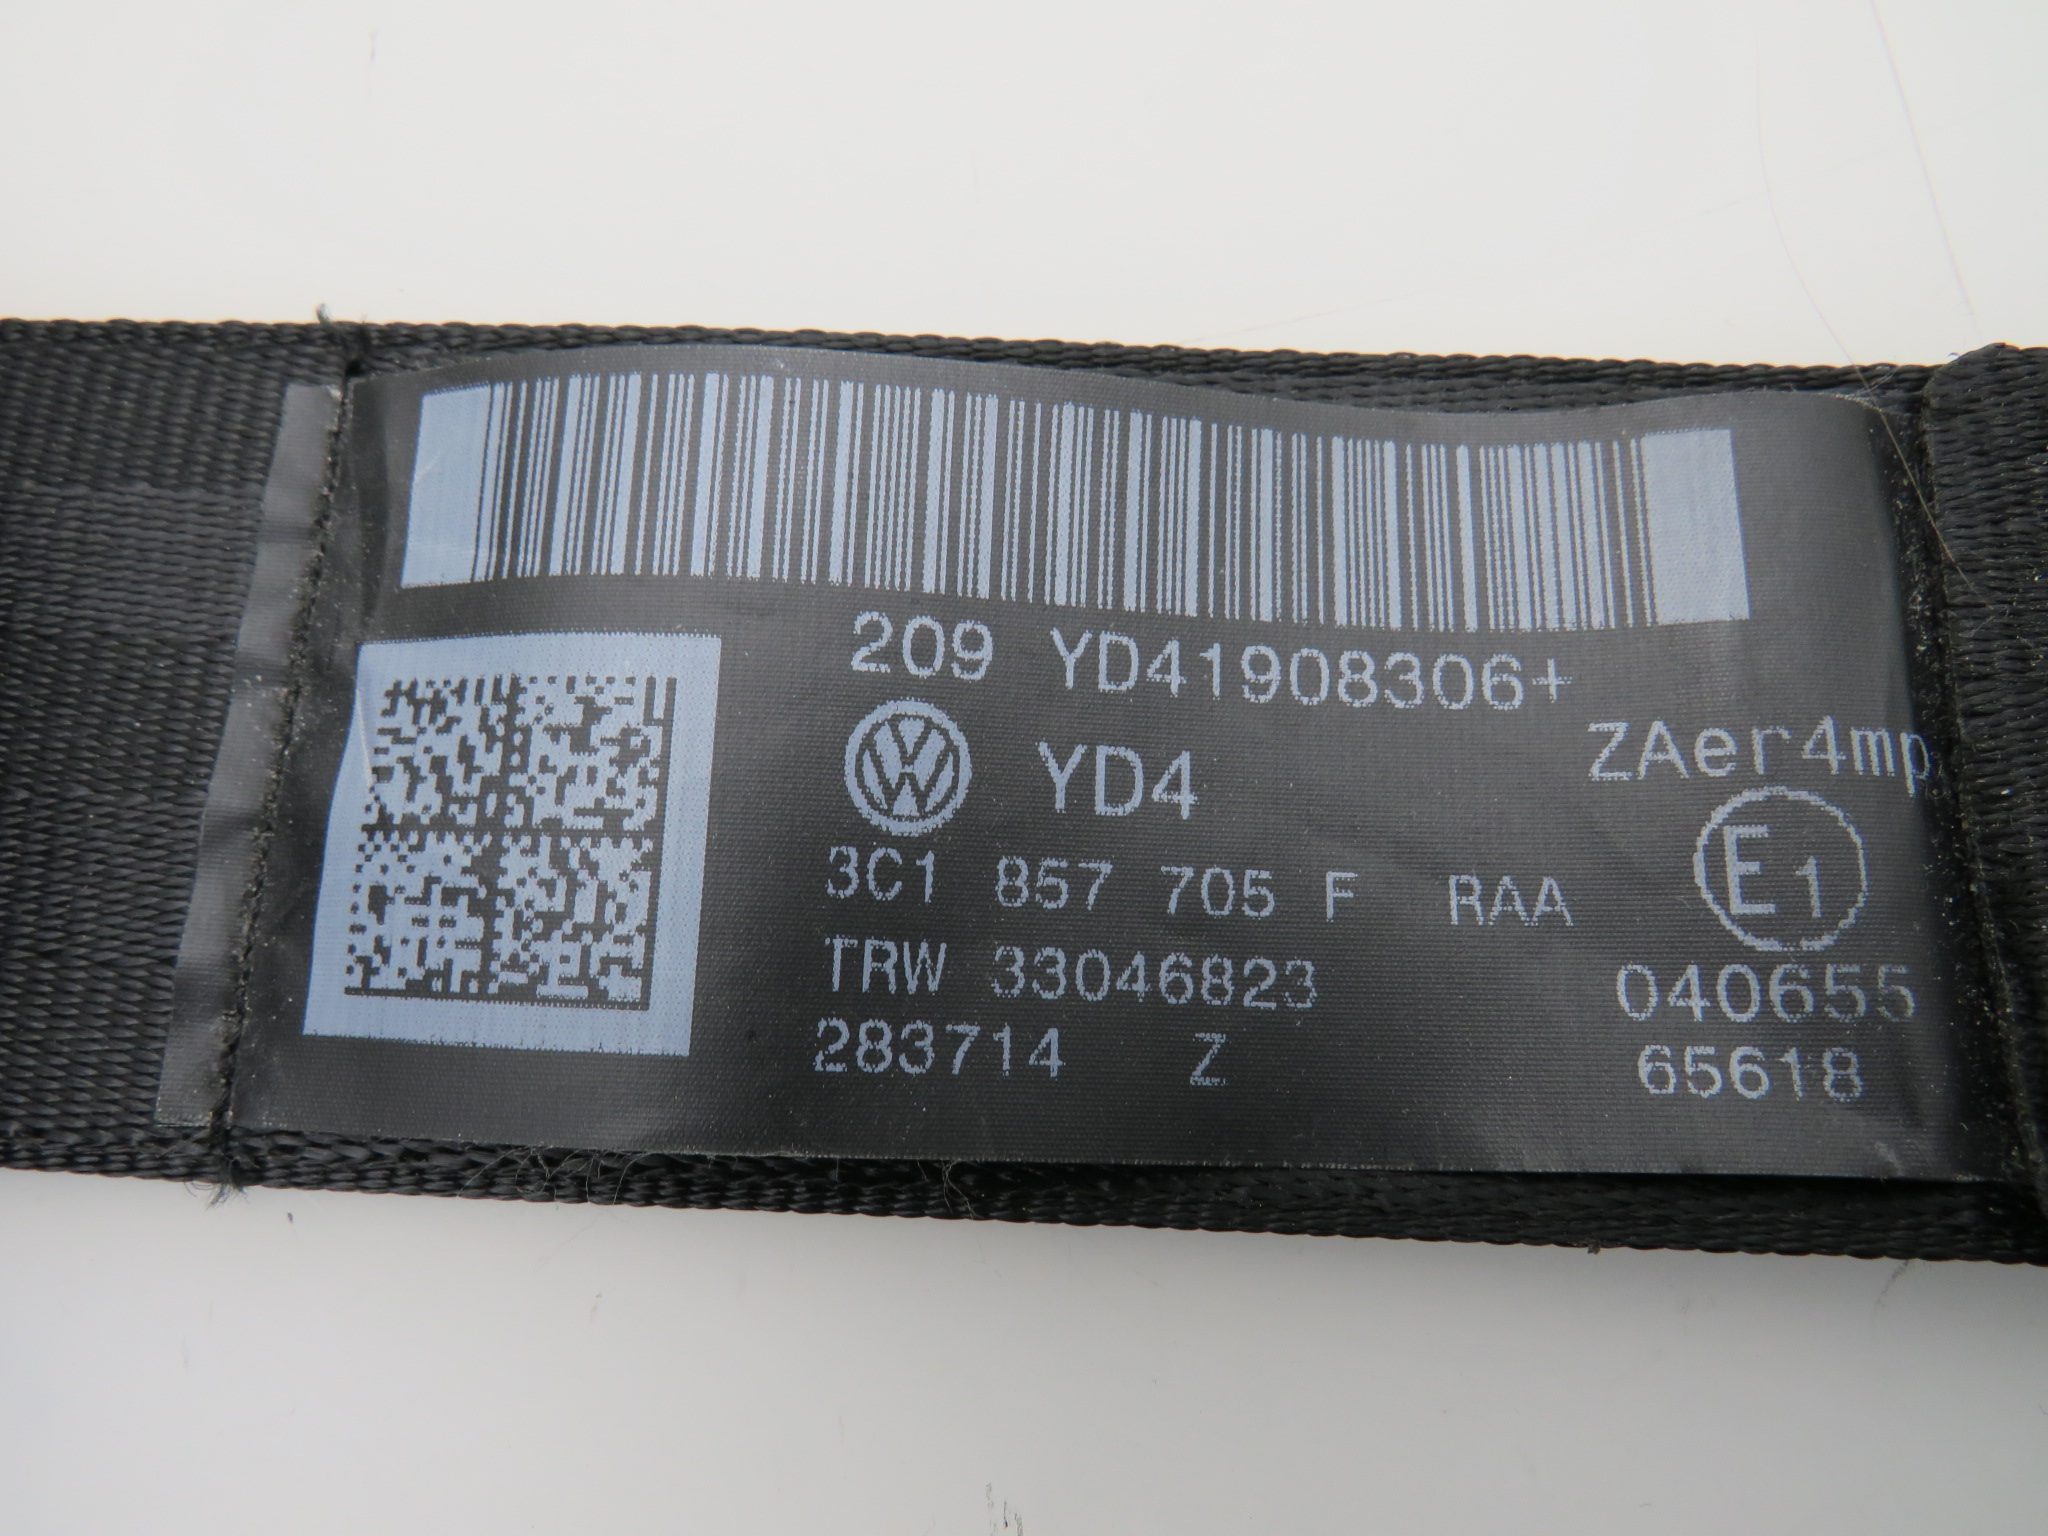 209 YD41908306+
YD4 ZAer4mp
3C1 857 705 F RAA E1
TRW 33046823 040655
283714 Z 65618